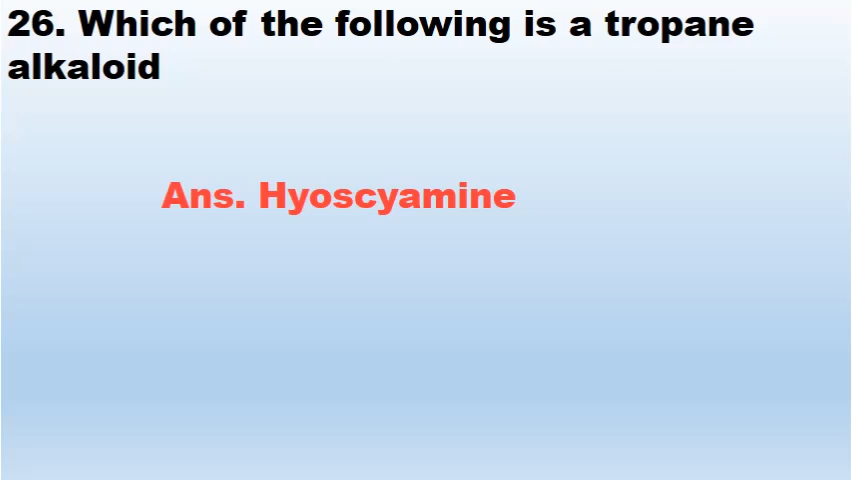 26. Which of the following is a tropane
alkaloid
Ans. Hyoscyamine